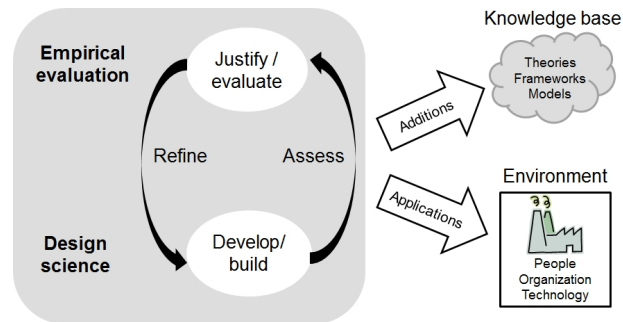 Empirical
evaluation
Justify /
evaluate
Refine
Assess
Design
science
Develop/
build
Additions
Applications
Knowledge base
Theories
Frameworks
Models
Environment
People
Organization
Technology